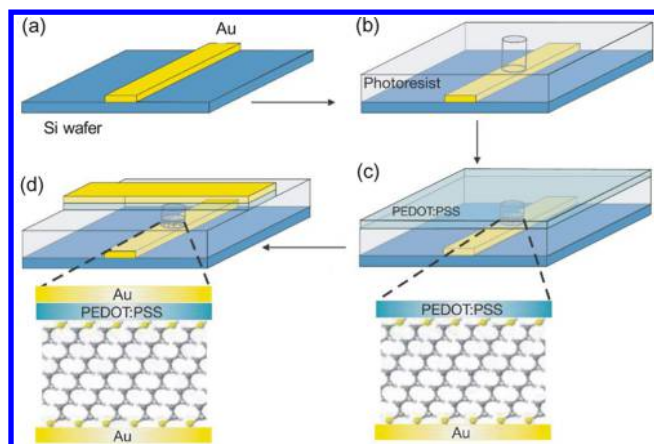 (a)
Au
Si wafer
(b)
Photoresist
(c)
PEDOT:PSS
PEDOT:PSS
Au
(d)
Au
PEDOT:PSS
Au